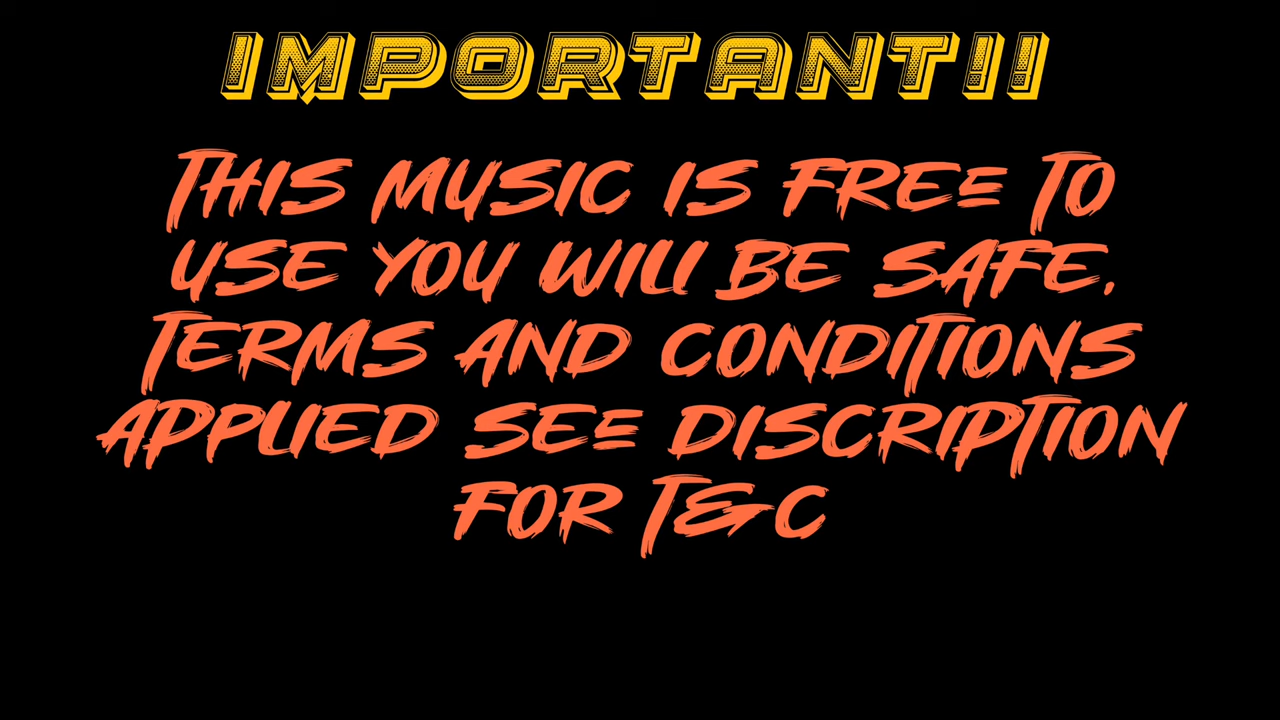 IMPORTANT!!
THIS MUSIC IS FREE TO
USE YOU WILL BE SAFE.
TERMS AND CONDITIONS
APPLIED SEE DISCRIPTION
FOR T&C